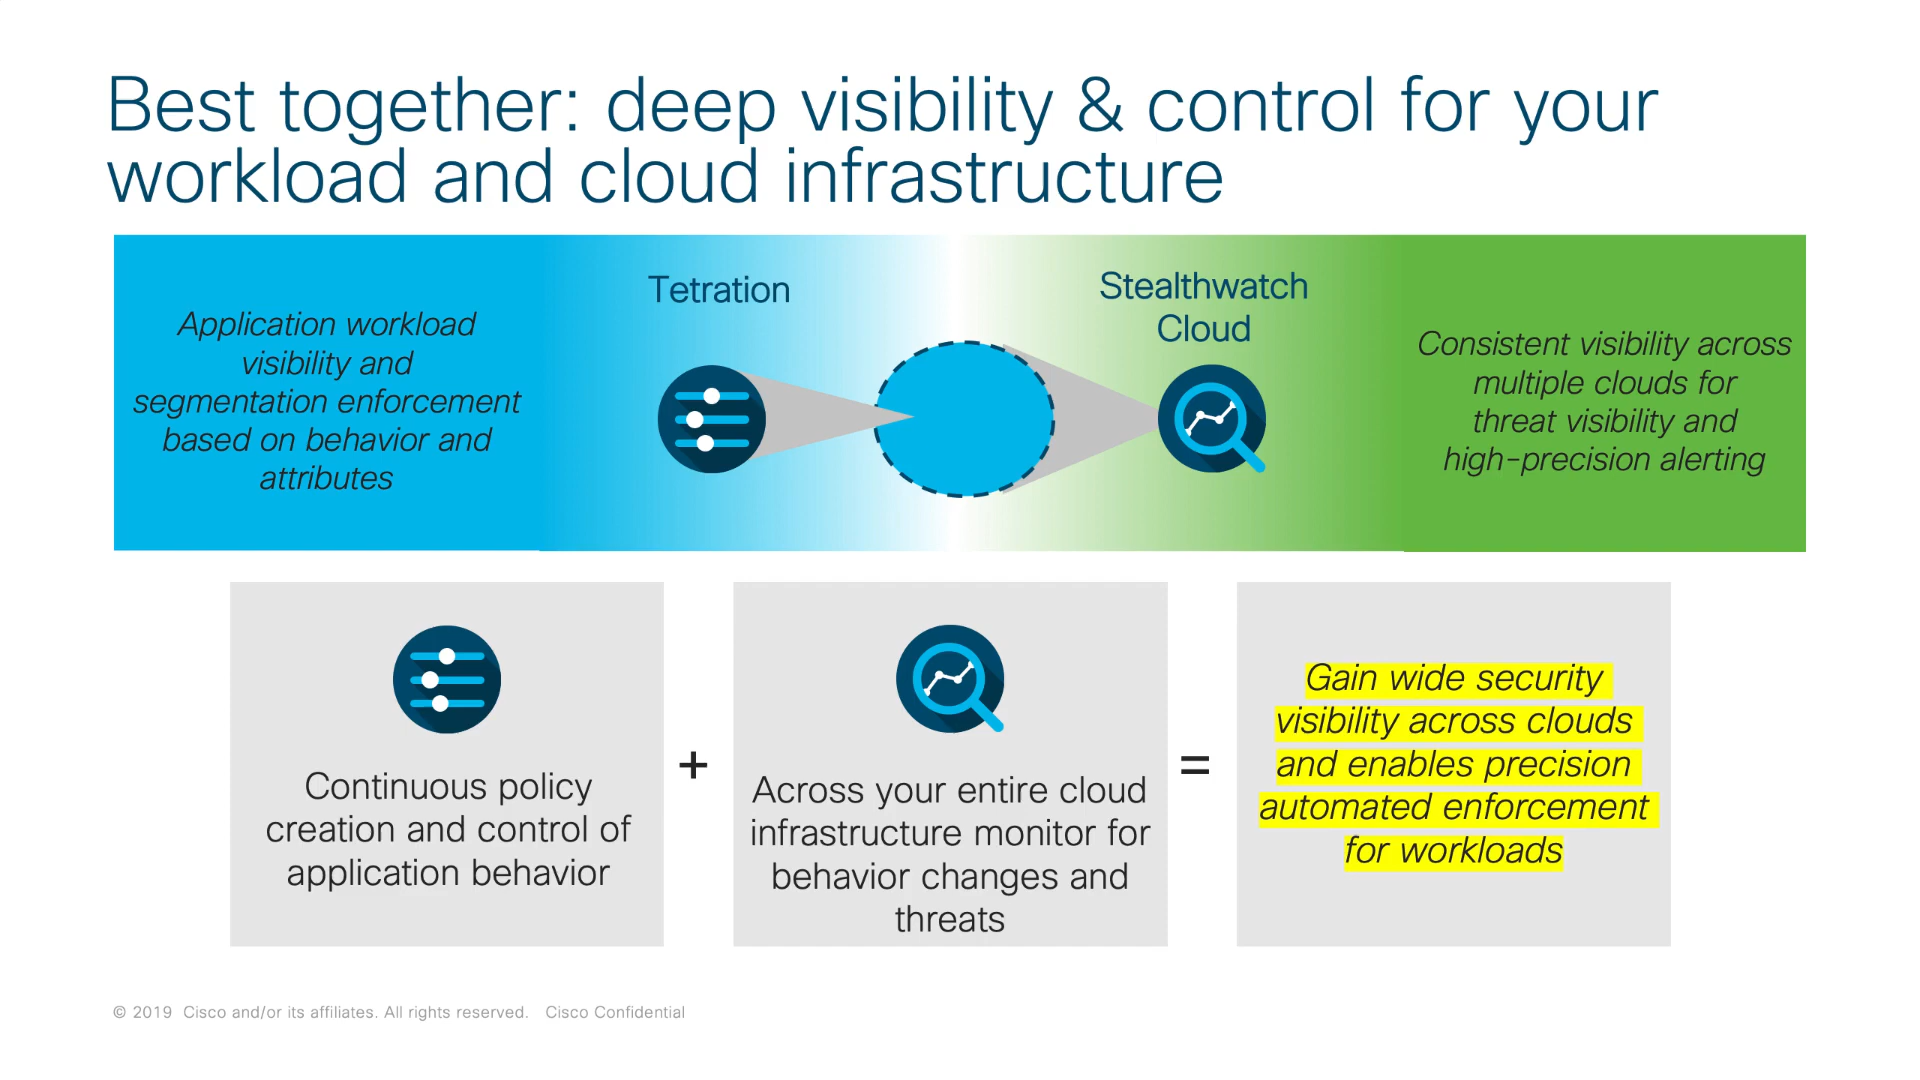 Best together: deep visibility & control for your
workload and cloud infrastructure
Application workload
visibility and
segmentation enforcement
based on behavior and
attributes
Tetration
Stealthwatch
Cloud
Consistent visibility across
multiple clouds for
threat visibility and
high-precision alerting
Continuous policy
creation and control of
application behavior
+
Across your entire cloud
infrastructure monitor for
behavior changes and
threats
=
Gain wide security
visibility across clouds
and enables precision
automated enforcement
for workloads
© 2019 Cisco and/or its affiliates. All rights reserved. Cisco Confidential